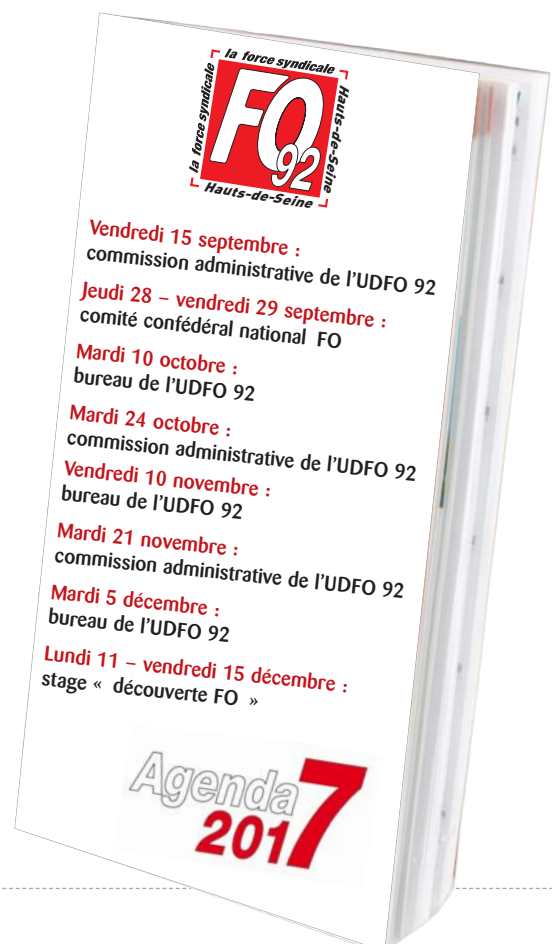 la force syndicale
la force syndicale
Hauts-de-Seine
FO
92
Hauts-de-Seine
Vendredi 15 septembre :
commission administrative de l'UDFO 92
Jeudi 28 – vendredi 29 septembre :
comité confédéral national FO
Mardi 10 octobre :
bureau de l'UDFO 92
Mardi 24 octobre :
commission administrative de l'UDFO 92
Vendredi 10 novembre :
bureau de l'UDFO 92
Mardi 21 novembre :
commission administrative de l'UDFO 92
Mardi 5 décembre :
bureau de l'UDFO 92
Lundi 11 – vendredi 15 décembre :
stage « découverte FO »
Agenda
2017